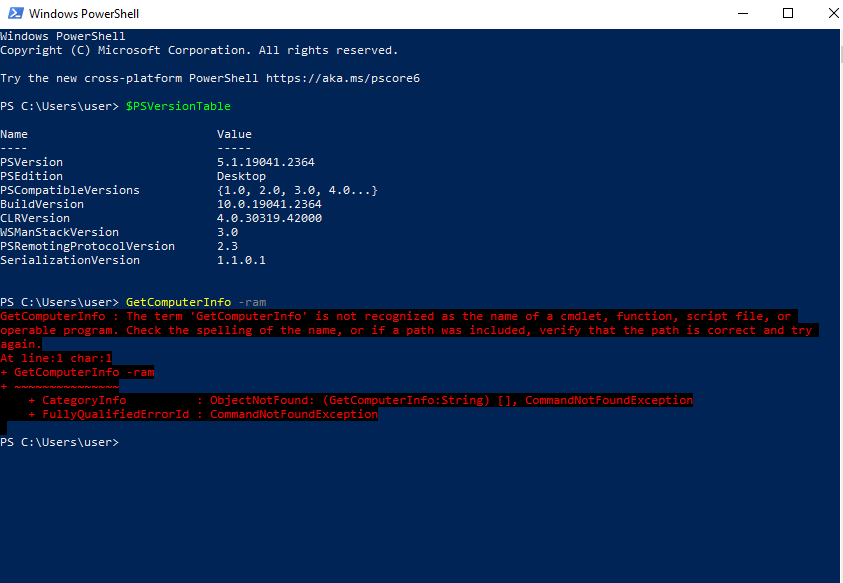 Windows PowerShell
Windows PowerShell
Copyright (C) Microsoft Corporation. All rights reserved.
Try the new cross-platform PowerShell https://aka.ms/pscore6
PS C:\Users\user> $PSVersionTable
Name                           Value
----                           -----
PSVersion                      5.1.19041.2364
PSEdition                      Desktop
PSCompatibleVersions           {1.0, 2.0, 3.0, 4.0...}
BuildVersion                   10.0.19041.2364
CLRVersion                     4.0.30319.42000
WSManStackVersion              3.0
PSRemotingProtocolVersion      2.3
SerializationVersion           1.1.0.1
PS C:\Users\user> GetComputerInfo -ram
GetComputerInfo : The term 'GetComputerInfo' is not recognized as the name of a cmdlet, function, script file, or
operable program. Check the spelling of the name, or if a path was included, verify that the path is correct and try
again.
At line:1 char:1
+ GetComputerInfo -ram
+ ~~~~~~~~~~~~~~~
    + CategoryInfo          : ObjectNotFound: (GetComputerInfo:String) [], CommandNotFoundException
    + FullyQualifiedErrorId : CommandNotFoundException
PS C:\Users\user>